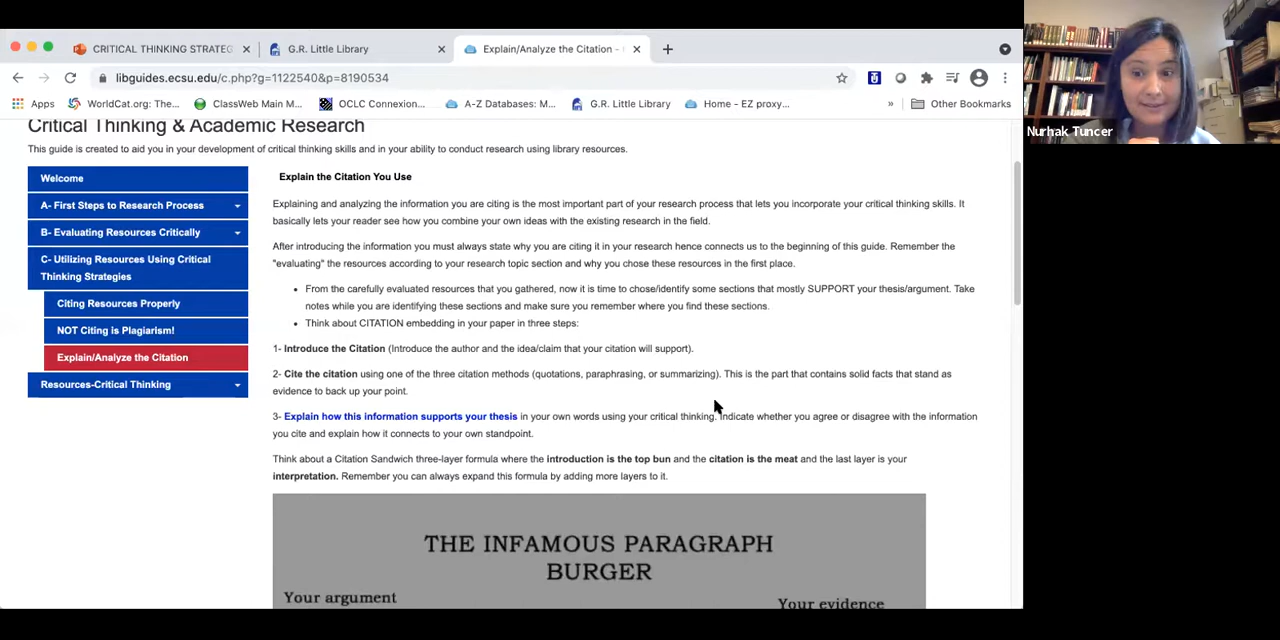 CRITICAL THINKING STRATEG
G.R. Little Library
Explain/Analyze the Citation -
libguides.ecsu.edu/c.php?g=1122540&p=8190534
Apps
WorldCat.org: The...
ClassWeb Main M...
OCLC Connexion...
A-Z Databases: M...
G.R. Little Library
Home - EZ proxy...
»
Other Bookmarks
Nurhak Tuncer
Critical Thinking & Academic Research
This guide is created to aid you in your development of critical thinking skills and in your ability to conduct research using library resources.
Welcome
A- First Steps to Research Process
B- Evaluating Resources Critically
C- Utilizing Resources Using Critical
Thinking Strategies
Citing Resources Properly
NOT Citing is Plagiarism!
Explain/Analyze the Citation
Resources-Critical Thinking
Explain the Citation You Use
Explaining and analyzing the information you are citing is the most important part of your research process that lets you incorporate your critical thinking skills. It
basically lets your reader see how you combine your own ideas with the existing research in the field.
After introducing the information you must always state why you are citing it in your research hence connects us to the beginning of this guide. Remember the
"evaluating" the resources according to your research topic section and why you chose these resources in the first place.
• From the carefully evaluated resources that you gathered, now it is time to chose/identify some sections that mostly SUPPORT your thesis/argument. Take
notes while you are identifying these sections and make sure you remember where you find these sections.
• Think about CITATION embedding in your paper in three steps:
1- Introduce the Citation (Introduce the author and the idea/claim that your citation will support).
2- Cite the citation using one of the three citation methods (quotations, paraphrasing, or summarizing). This is the part that contains solid facts that stand as
evidence to back up your point.
3- Explain how this information supports your thesis in your own words using your critical thinking. Indicate whether you agree or disagree with the information
you cite and explain how it connects to your own standpoint.
Think about a Citation Sandwich three-layer formula where the introduction is the top bun and the citation is the meat and the last layer is your
interpretation. Remember you can always expand this formula by adding more layers to it.
THE INFAMOUS PARAGRAPH
BURGER
Your argument
Your evidence